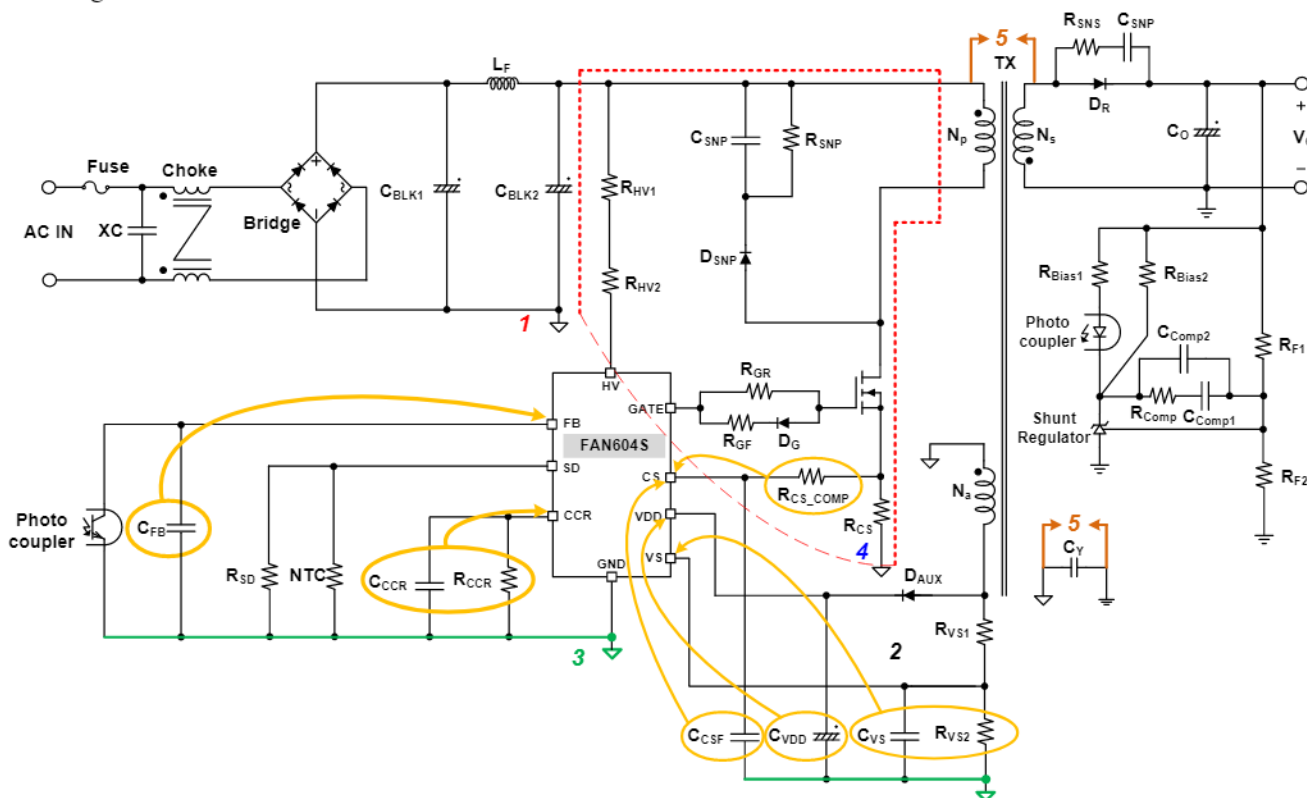 5
TX
RSNS
CSNP
DR
CO
+
V
−
LF
Np
Ns
CSNP
RSNP
Fuse
Choke
CBLK1
CBLK2
RHV1
AC IN
XC
Bridge
DSNP
RHV2
RBias1
RBias2
1
Photo
coupler
CComp2
RF1
RComp
CComp1
Shunt
Regulator
RF2
HV
GATE
FB
FAN604S
SD
CS
CCR
VDD
VS
GND
RGR
RGF
DG
RCS_COMP
RCS
4
Na
5
CY
Photo
coupler
CFB
RSD
NTC
CCCR
RCCR
DAUX
3
2
RVS1
CCSF
CVDD
CVS
RVS2